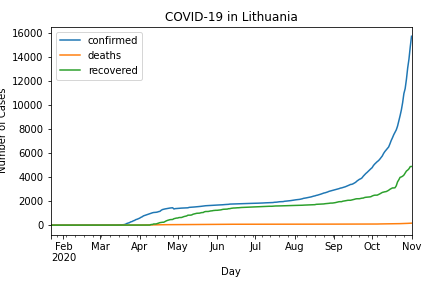 COVID-19 in Lithuania
confirmed
deaths
recovered
16000
14000
12000
10000
8000
6000
4000
2000
0
Number of Cases
Feb Mar Apr May Jun Jul Aug Sep Oct Nov
2020
Day